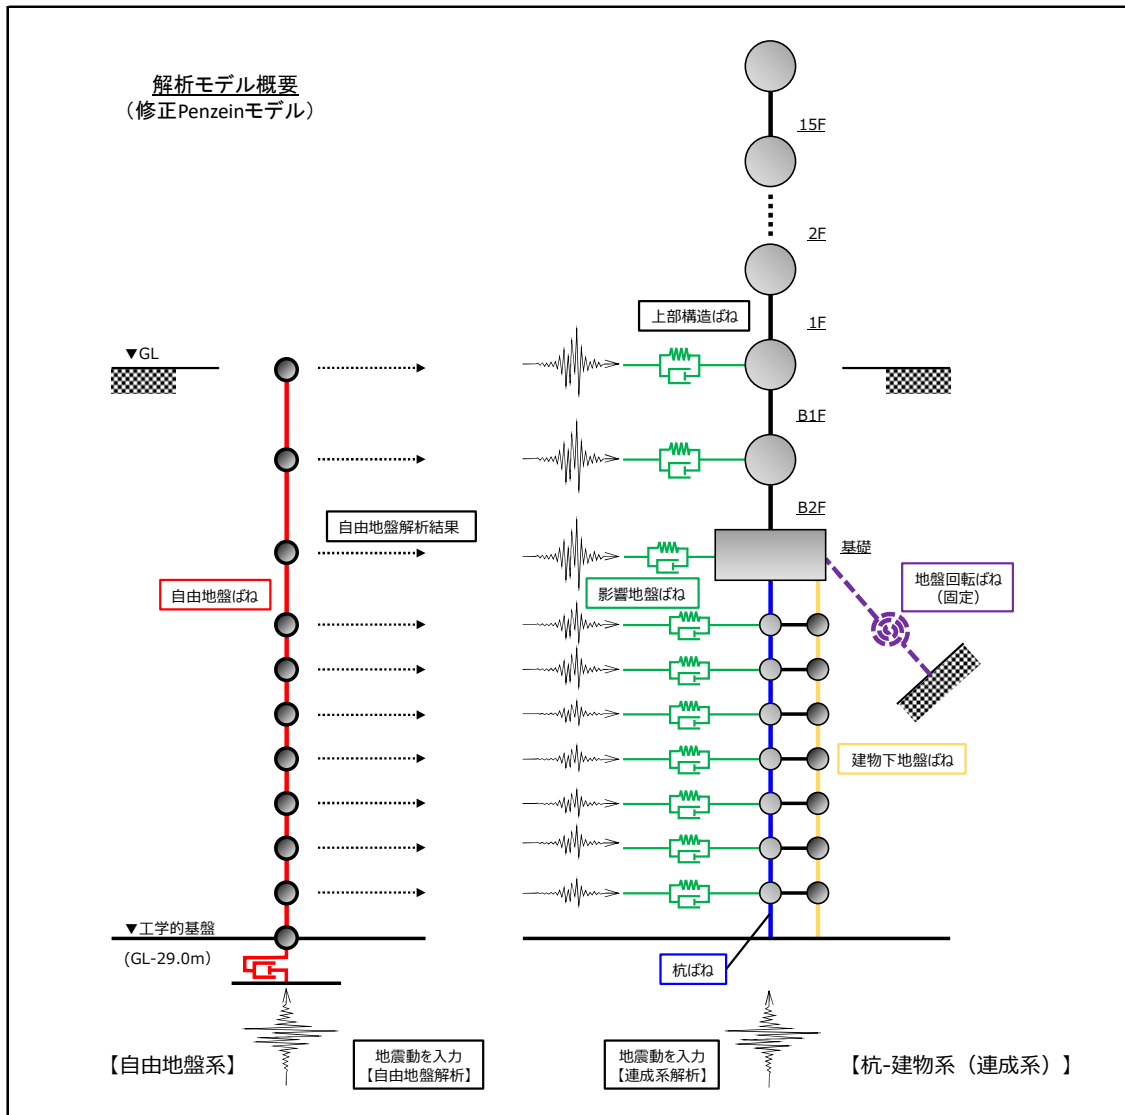 解析モデル概要
（修正Penzeinモデル）
15F
2F
1F
上部構造ばね
▼GL
B1F
B2F
自由地盤解析結果
基礎
自由地盤ばね
影響地盤ばね
地盤回転ばね
（固定）
建物下地盤ばね
▼工学的基盤
(GL-29.0m）
杭ばね
【自由地盤系】
地震動を入力
【自由地盤解析】
地震動を入力
【連成系解析】
【杭-建物系（連成系）】